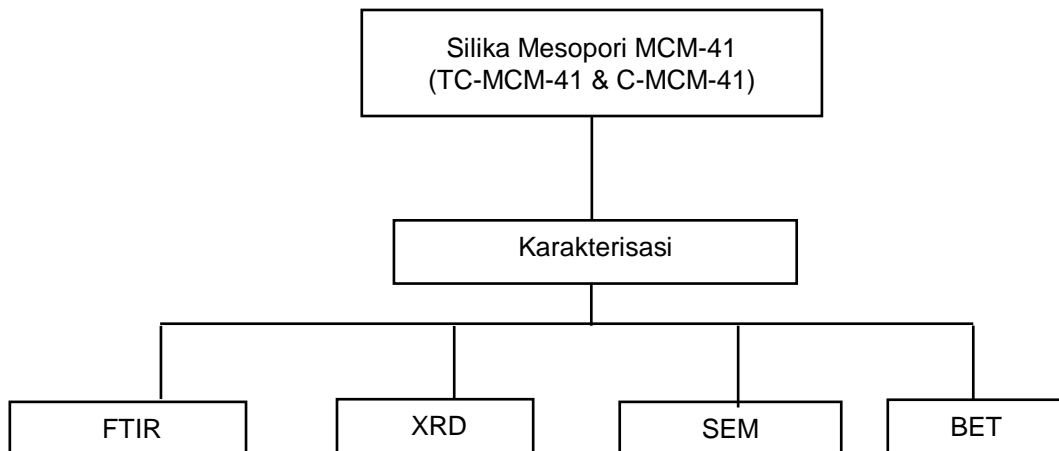 Silika Mesopori MCM-41
(TC-MCM-41 & C-MCM-41)
Karakterisasi
FTIR
XRD
SEM
BET